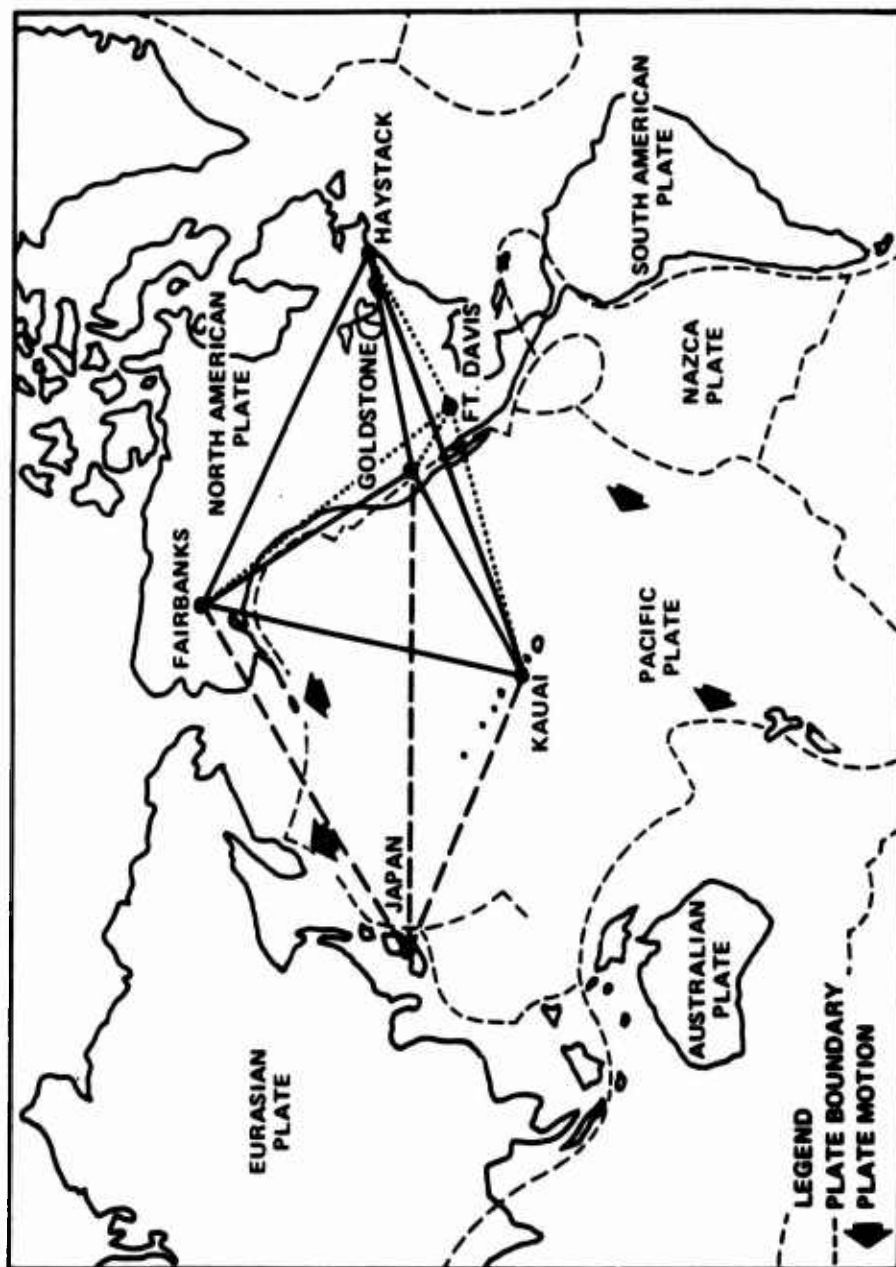 FAIRBANKS
NORTH AMERICAN
PLATE
EURASIAN
PLATE
JAPAN
GOLDSTONE
HAYSTACK
FT. DAVIS
KAUAI
PACIFIC
PLATE
NAZCA
PLATE
SOUTH AMERICAN
PLATE
AUSTRALIAN
PLATE
LEGEND
PLATE BOUNDARY
PLATE MOTION